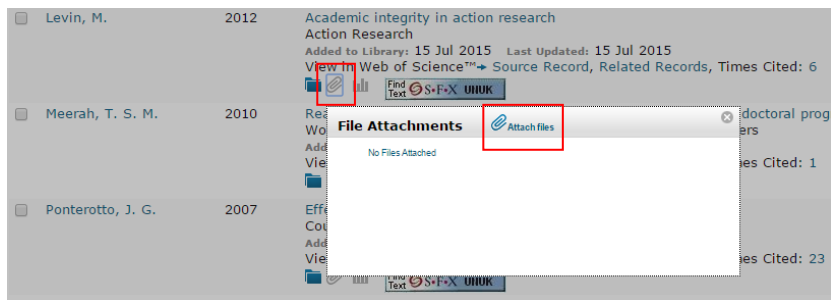 Levin, M. 2012 Academic integrity in action research
Action Research
Added to Library: 15 Jul 2015 Last Updated: 15 Jul 2015
View in Web of Science™➔ Source Record, Related Records, Times Cited: 6
Find Text S•F•X UNUK
Meerah, T. S. M. 2010 Rea doctoral prog
Wo ers
File Attachments Attach files
Add
No Files Attached
Vie es Cited: 1
Ponterotto, J. G. 2007 Effe
Cou
Add
Vie es Cited: 23
Find Text S•F•X UNUK